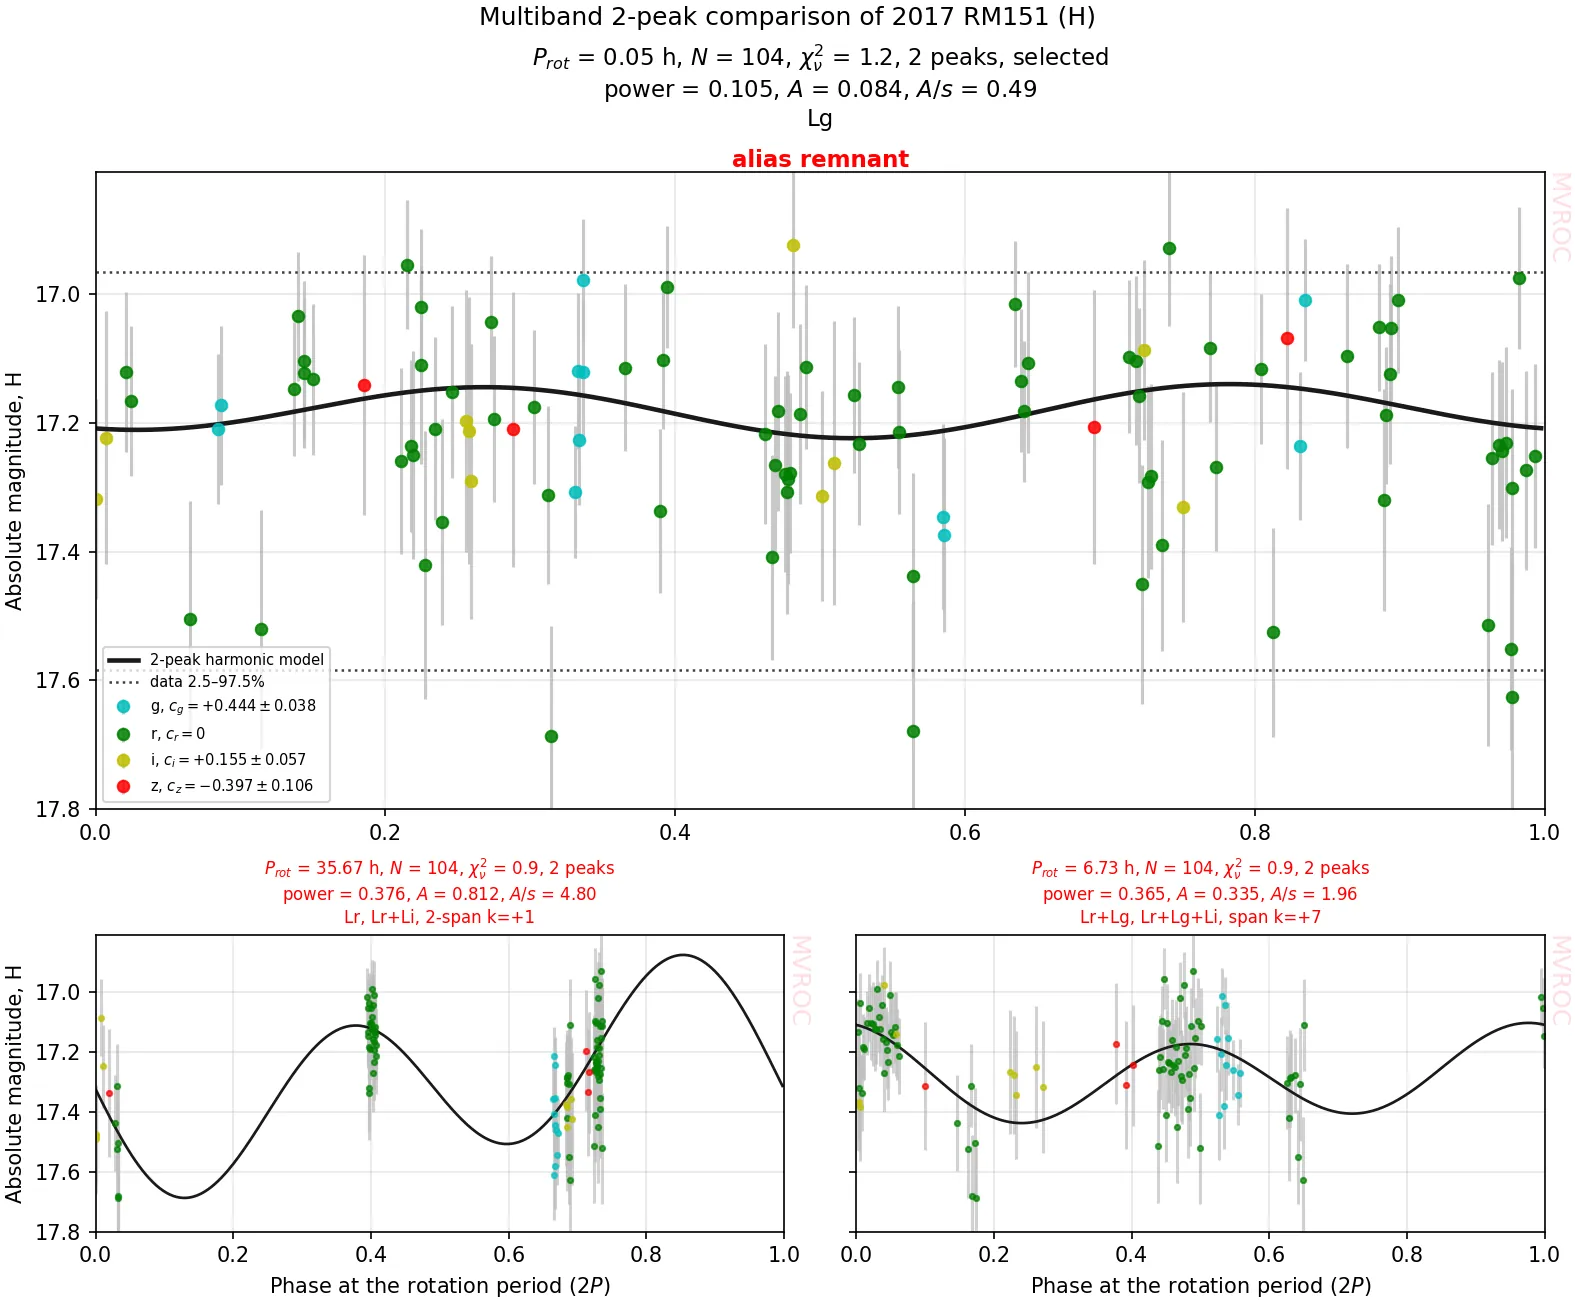 Multiband 2-peak comparison of 2017 RM151 (H)
P_rot = 0.05 h, N = 104, χ²_ν = 1.2, 2 peaks, selected
power = 0.105, A = 0.084, A/s = 0.49
Lg
alias remnant
MVROC
Absolute magnitude, H
17.0
17.2
17.4
17.6
17.8
2-peak harmonic model
data 2.5–97.5%
g, c_g = +0.444 ± 0.038
r, c_r = 0
i, c_i = +0.155 ± 0.057
z, c_z = −0.397 ± 0.106
0.0 0.2 0.4 0.6 0.8 1.0
P_rot = 35.67 h, N = 104, χ²_ν = 0.9, 2 peaks
power = 0.376, A = 0.812, A/s = 4.80
Lr, Lr+Li, 2-span k=+1
MVROC
Absolute magnitude, H
17.0
17.2
17.4
17.6
17.8
0.0 0.2 0.4 0.6 0.8 1.0
Phase at the rotation period (2P)
P_rot = 6.73 h, N = 104, χ²_ν = 0.9, 2 peaks
power = 0.365, A = 0.335, A/s = 1.96
Lr+Lg, Lr+Lg+Li, span k=+7
MVROC
0.0 0.2 0.4 0.6 0.8 1.0
Phase at the rotation period (2P)